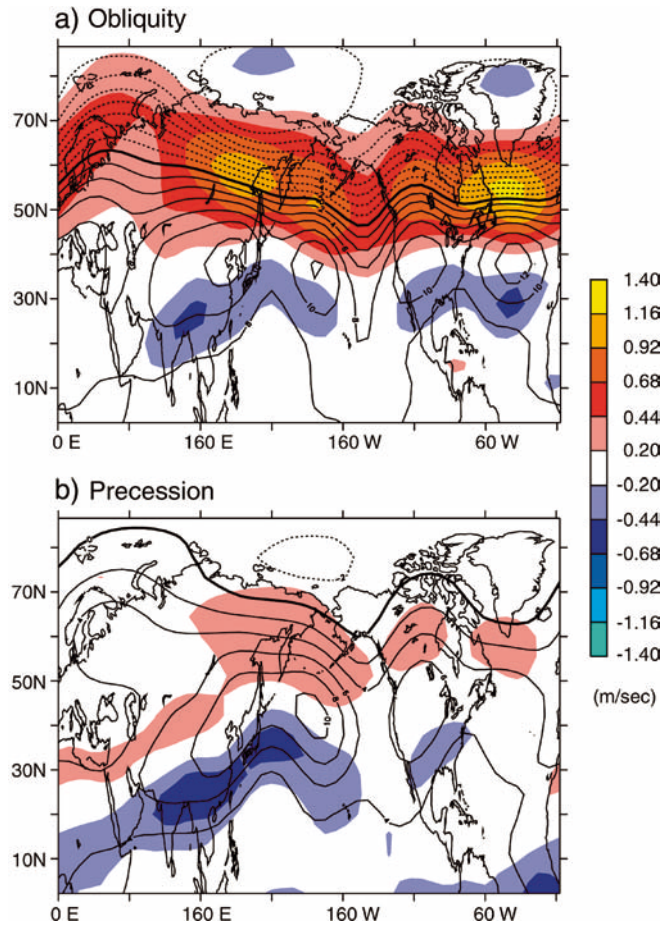 a) Obliquity
70N
50N
30N
10N
0 E
160 E
160 W
60 W
1.40
1.16
0.92
0.68
0.44
0.20
-0.20
-0.44
-0.68
-0.92
-1.16
-1.40
(m/sec)
b) Precession
70N
50N
30N
10N
0 E
160 E
160 W
60 W